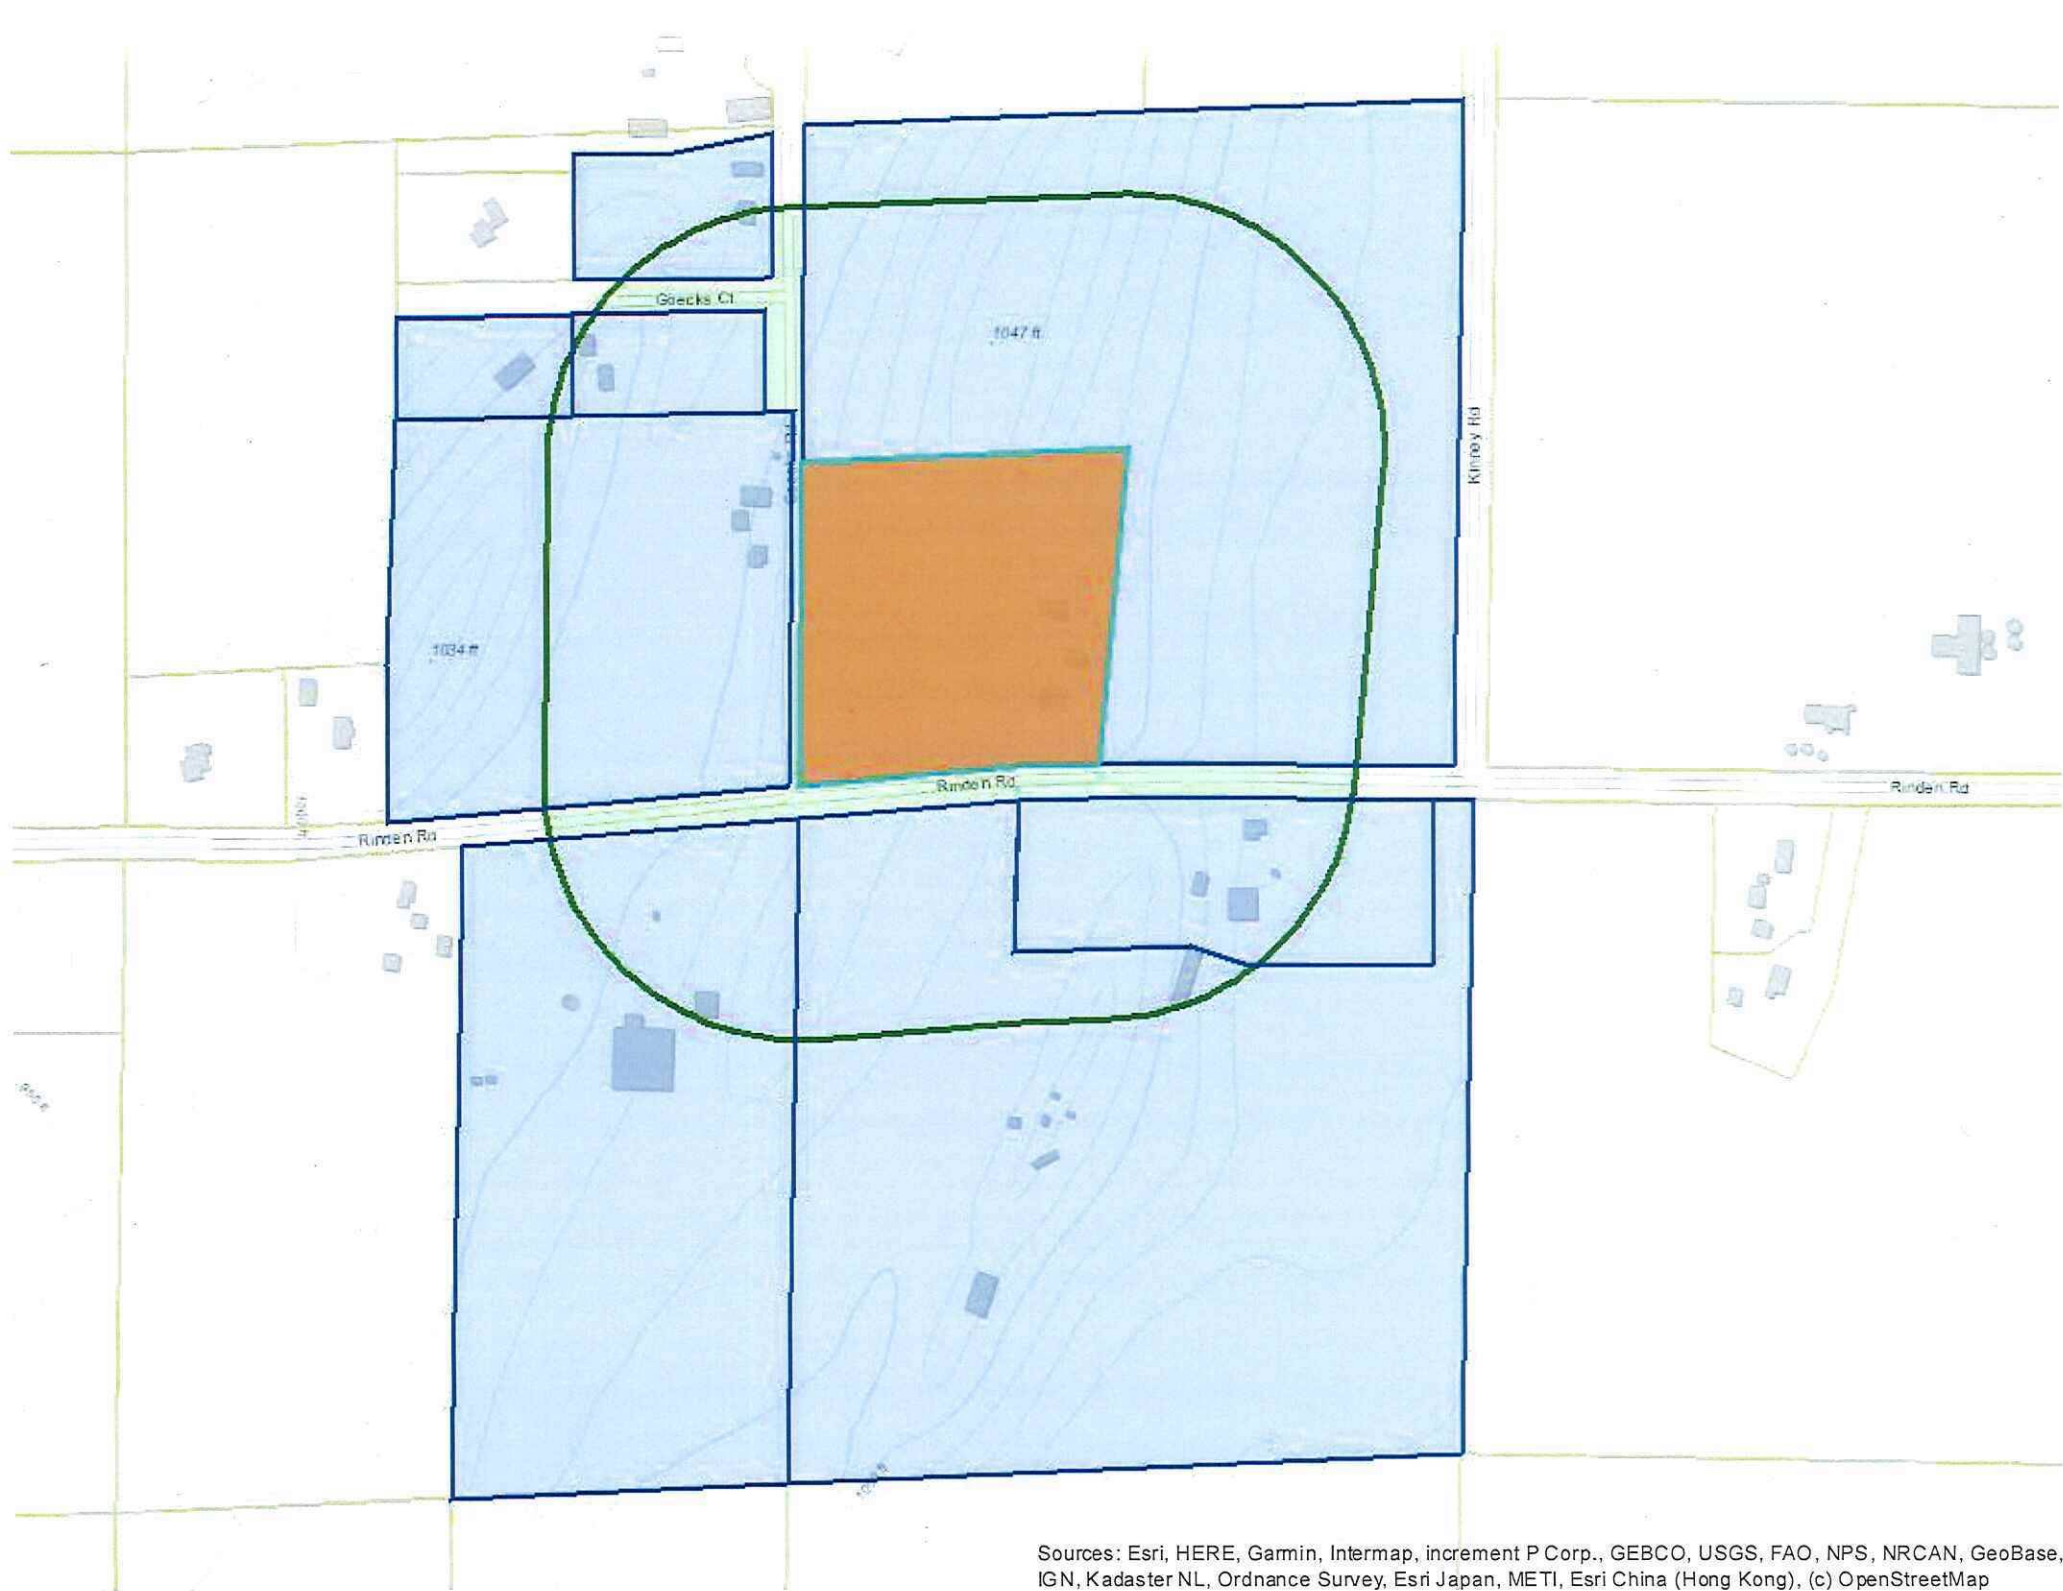 Goecks Ct
1047 ft
Kinney Rd
1034 ft
Rinden Rd
Rinden Rd
Rinden Rd
Sources: Esri, HERE, Garmin, Intermap, increment P Corp., GEBCO, USGS, FAO, NPS, NRCAN, GeoBase,
IGN, Kadaster NL, Ordnance Survey, Esri Japan, METI, Esri China (Hong Kong), (c) OpenStreetMap